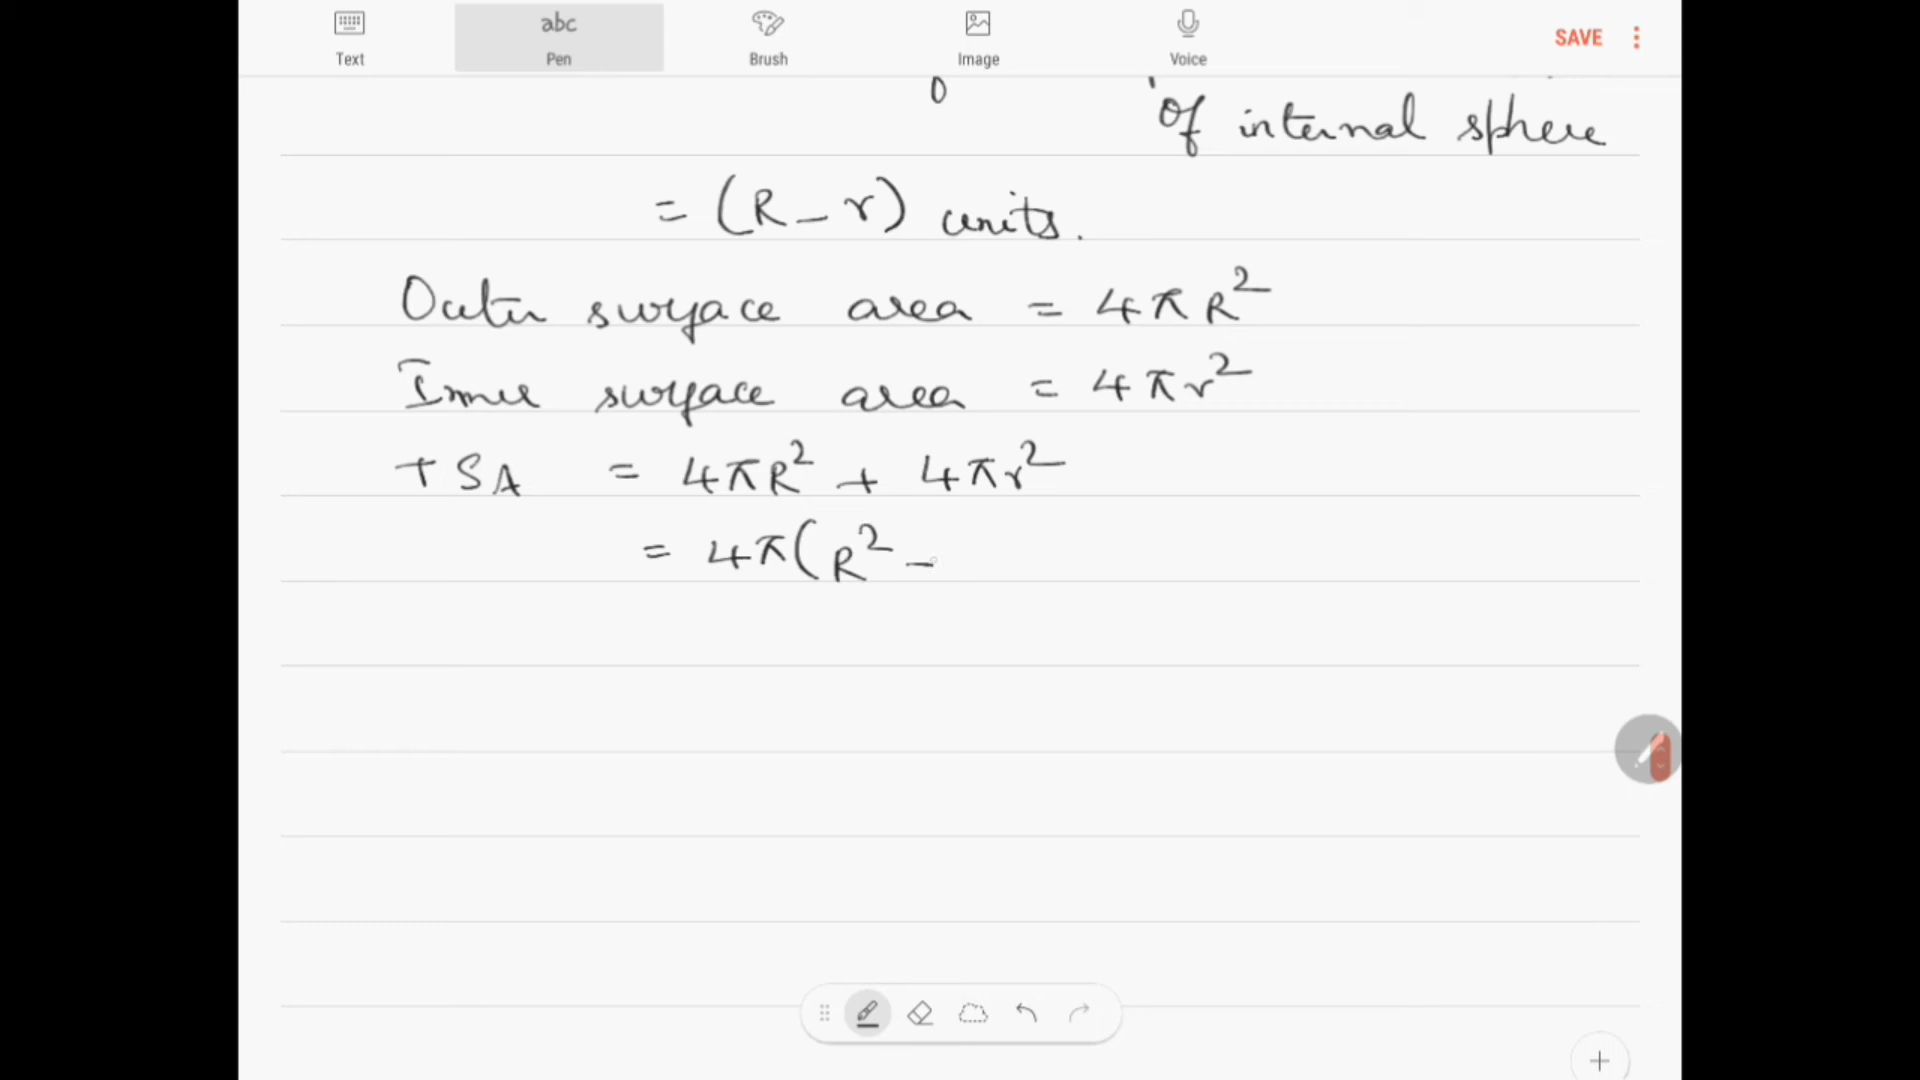 Text
abc
Pen
Brush
Image
Voice
SAVE
of internal sphere
= (R - r) units.
Outer surface area = 4πR²
Inner surface area = 4πr²
TSA = 4πR² + 4πr²
= 4π(R² -